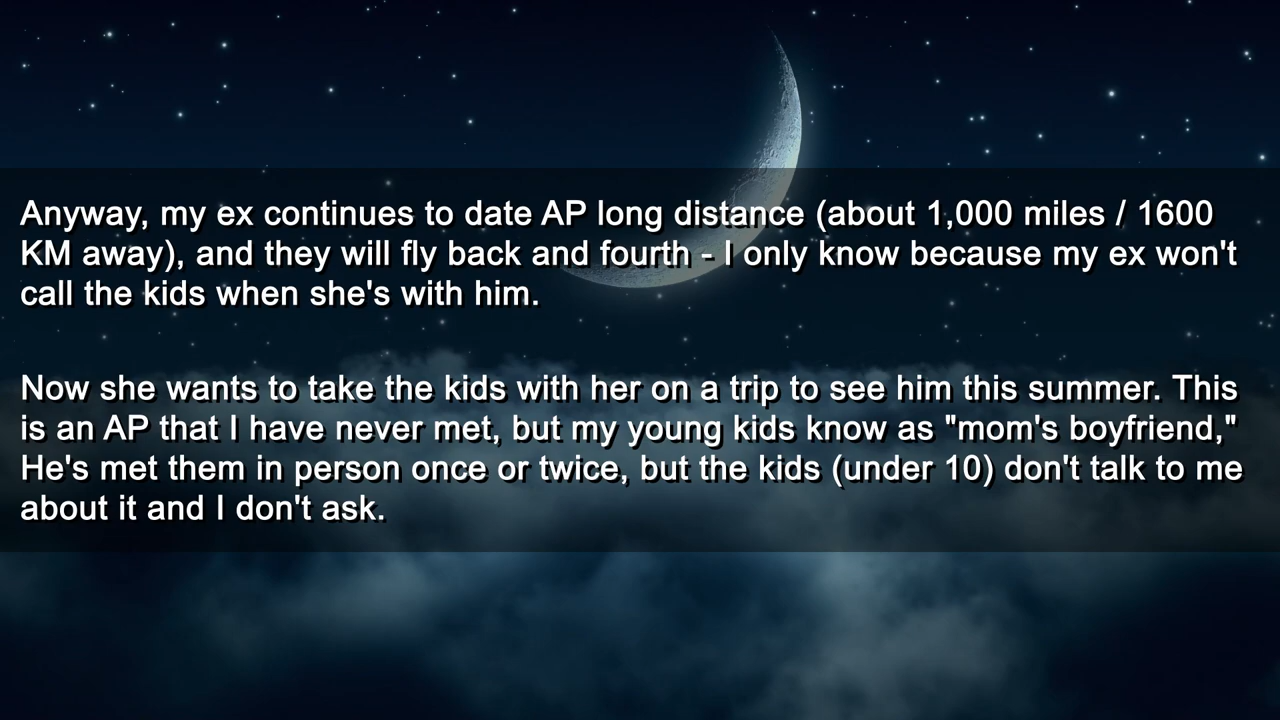 Anyway, my ex continues to date AP long distance (about 1,000 miles / 1600
KM away), and they will fly back and fourth - I only know because my ex won't
call the kids when she's with him.
Now she wants to take the kids with her on a trip to see him this summer. This
is an AP that I have never met, but my young kids know as "mom's boyfriend,"
He's met them in person once or twice, but the kids (under 10) don't talk to me
about it and I don't ask.